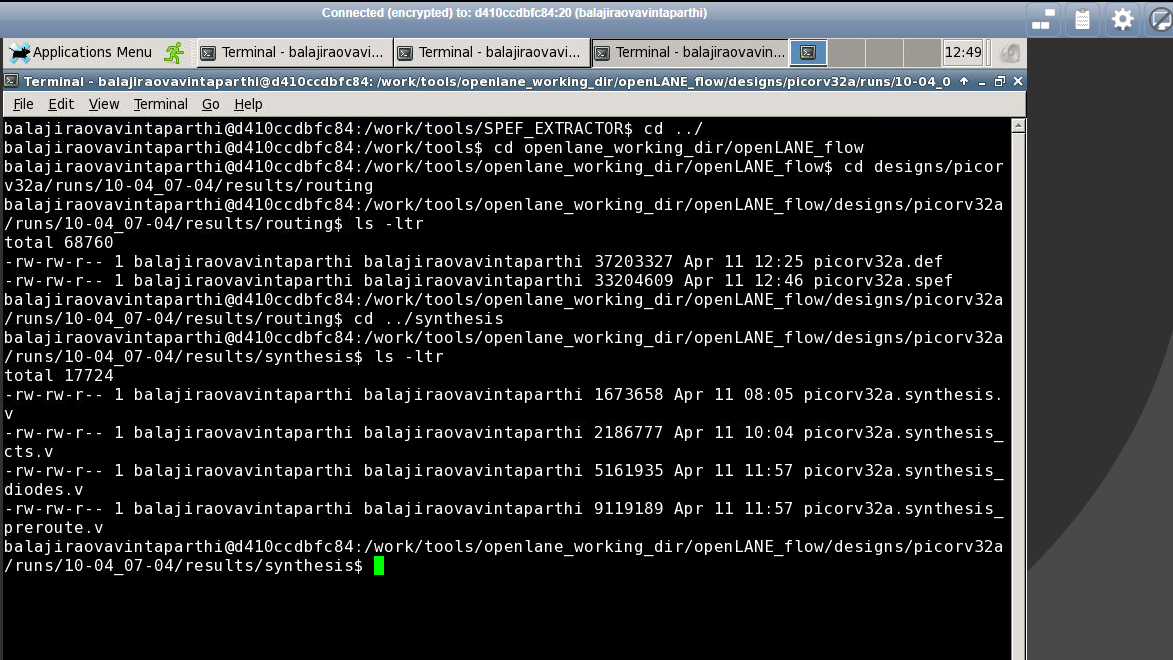 Connected (encrypted) to: d410ccdbfc84:20 (balajiraovavintaparthi)
Applications Menu
Terminal - balajiraovavi...
Terminal - balajiraovavi...
Terminal - balajiraovavin...
12:49
Terminal - balajiraovavintaparthi@d410ccdbfc84: /work/tools/openlane_working_dir/openLANE_flow/designs/picorv32a/runs/10-04_0
File Edit View Terminal Go Help
balajiraovavintaparthi@d410ccdbfc84:/work/tools/SPEF_EXTRACTOR$ cd ../
balajiraovavintaparthi@d410ccdbfc84:/work/tools$ cd openlane_working_dir/openLANE_flow
balajiraovavintaparthi@d410ccdbfc84:/work/tools/openlane_working_dir/openLANE_flow$ cd designs/picor
v32a/runs/10-04_07-04/results/routing
balajiraovavintaparthi@d410ccdbfc84:/work/tools/openlane_working_dir/openLANE_flow/designs/picorv32a
/runs/10-04_07-04/results/routing$ ls -ltr
total 68760
-rw-rw-r-- 1 balajiraovavintaparthi balajiraovavintaparthi 37203327 Apr 11 12:25 picorv32a.def
-rw-rw-r-- 1 balajiraovavintaparthi balajiraovavintaparthi 33204609 Apr 11 12:46 picorv32a.spef
balajiraovavintaparthi@d410ccdbfc84:/work/tools/openlane_working_dir/openLANE_flow/designs/picorv32a
/runs/10-04_07-04/results/routing$ cd ../synthesis
balajiraovavintaparthi@d410ccdbfc84:/work/tools/openlane_working_dir/openLANE_flow/designs/picorv32a
/runs/10-04_07-04/results/synthesis$ ls -ltr
total 17724
-rw-rw-r-- 1 balajiraovavintaparthi balajiraovavintaparthi 1673658 Apr 11 08:05 picorv32a.synthesis.
v
-rw-rw-r-- 1 balajiraovavintaparthi balajiraovavintaparthi 2186777 Apr 11 10:04 picorv32a.synthesis_
cts.v
-rw-rw-r-- 1 balajiraovavintaparthi balajiraovavintaparthi 5161935 Apr 11 11:57 picorv32a.synthesis_
diodes.v
-rw-rw-r-- 1 balajiraovavintaparthi balajiraovavintaparthi 9119189 Apr 11 11:57 picorv32a.synthesis_
preroute.v
balajiraovavintaparthi@d410ccdbfc84:/work/tools/openlane_working_dir/openLANE_flow/designs/picorv32a
/runs/10-04_07-04/results/synthesis$